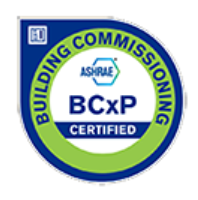 BUILDING COMMISSIONING
ASHRAE
BCxP
CERTIFIED